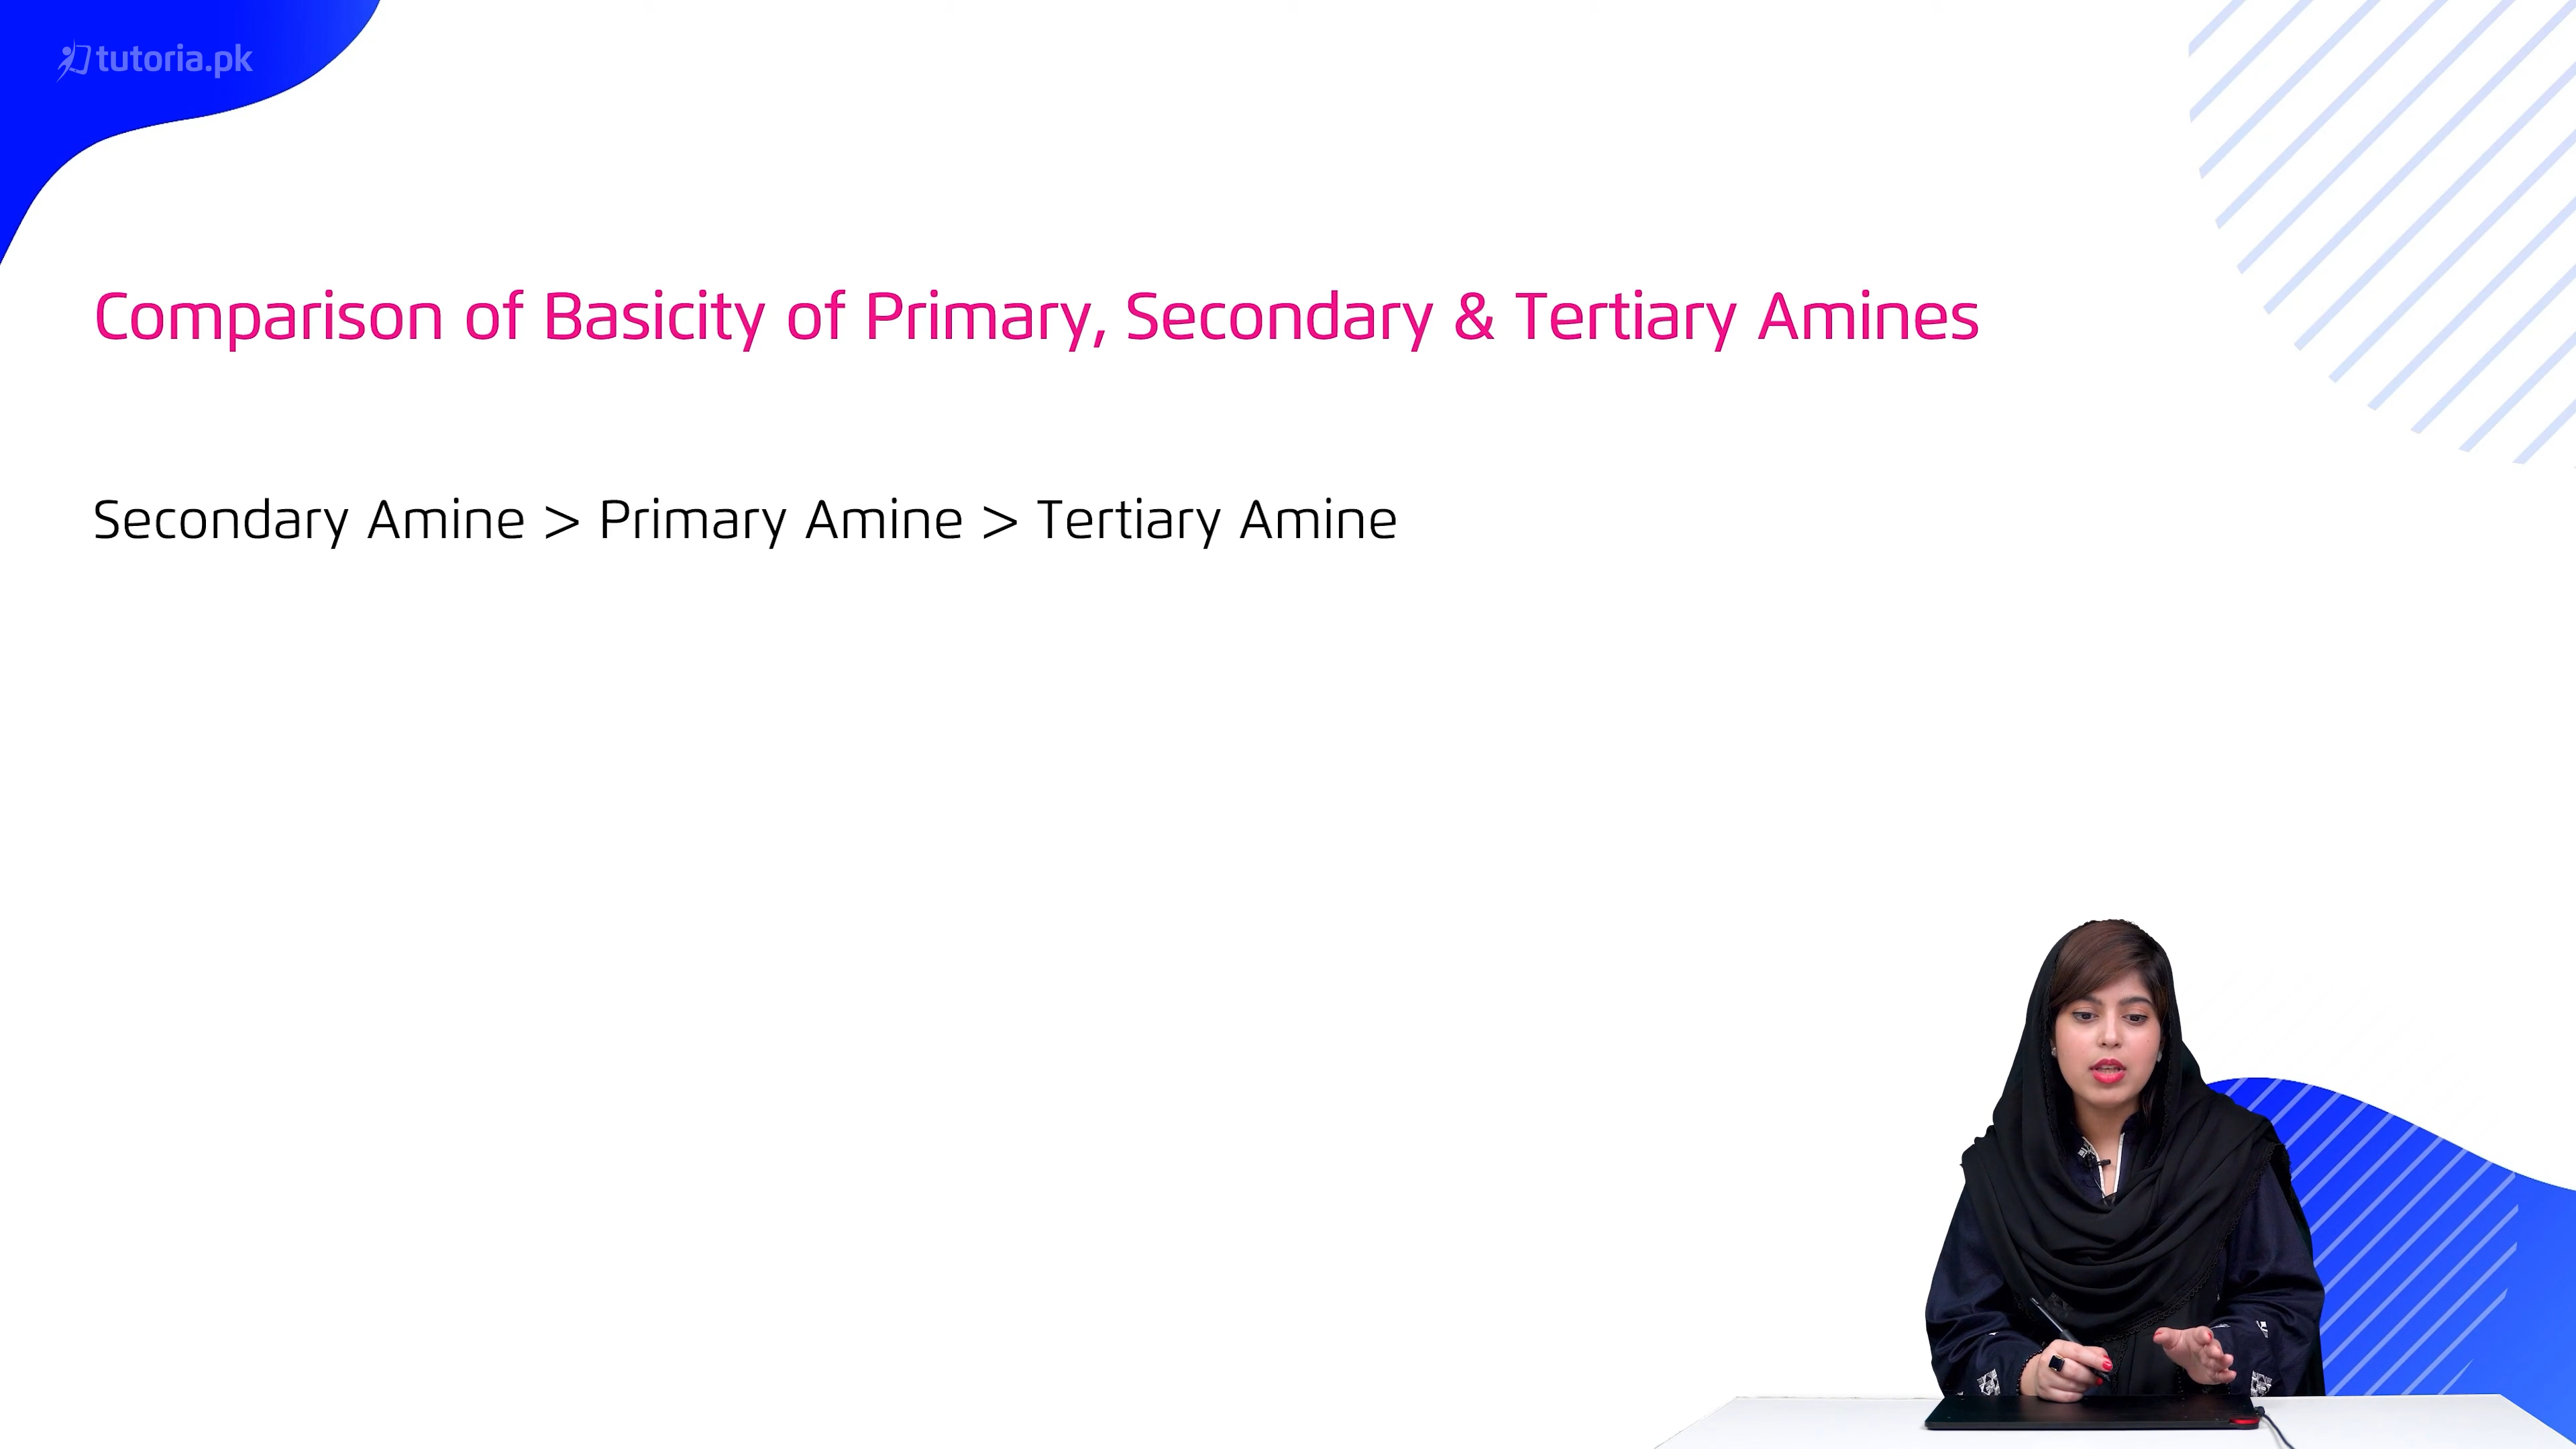 tutoria.pk
Comparison of Basicity of Primary, Secondary & Tertiary Amines
Secondary Amine > Primary Amine > Tertiary Amine